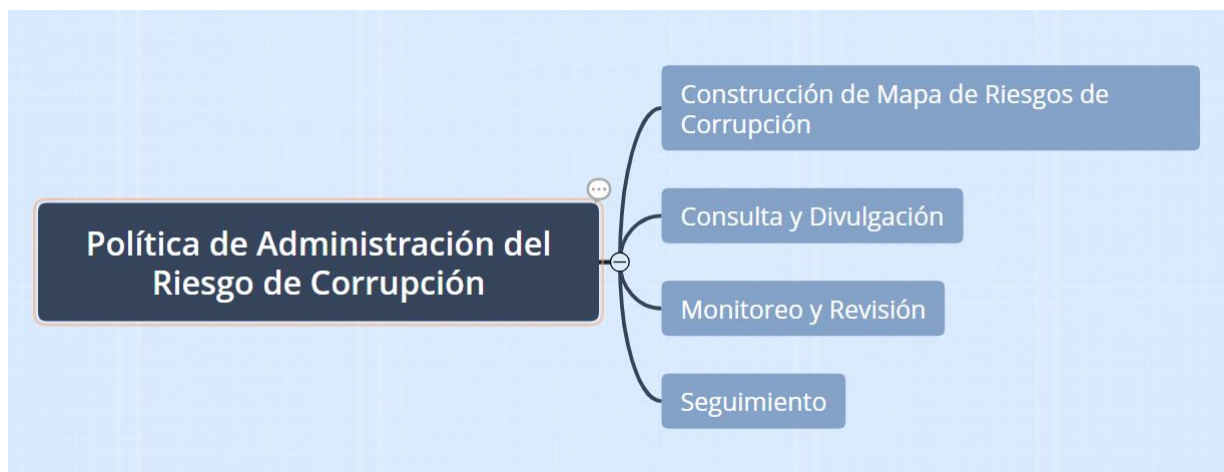 Política de Administración del
Riesgo de Corrupción
Construcción de Mapa de Riesgos de
Corrupción
Consulta y Divulgación
Monitoreo y Revisión
Seguimiento